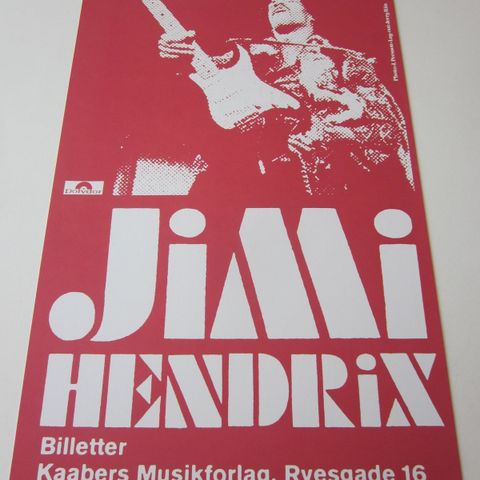 Polydor
JiMi
HENDRiX
Billetter
Kaabers Musikforlag, Ryesgade 16